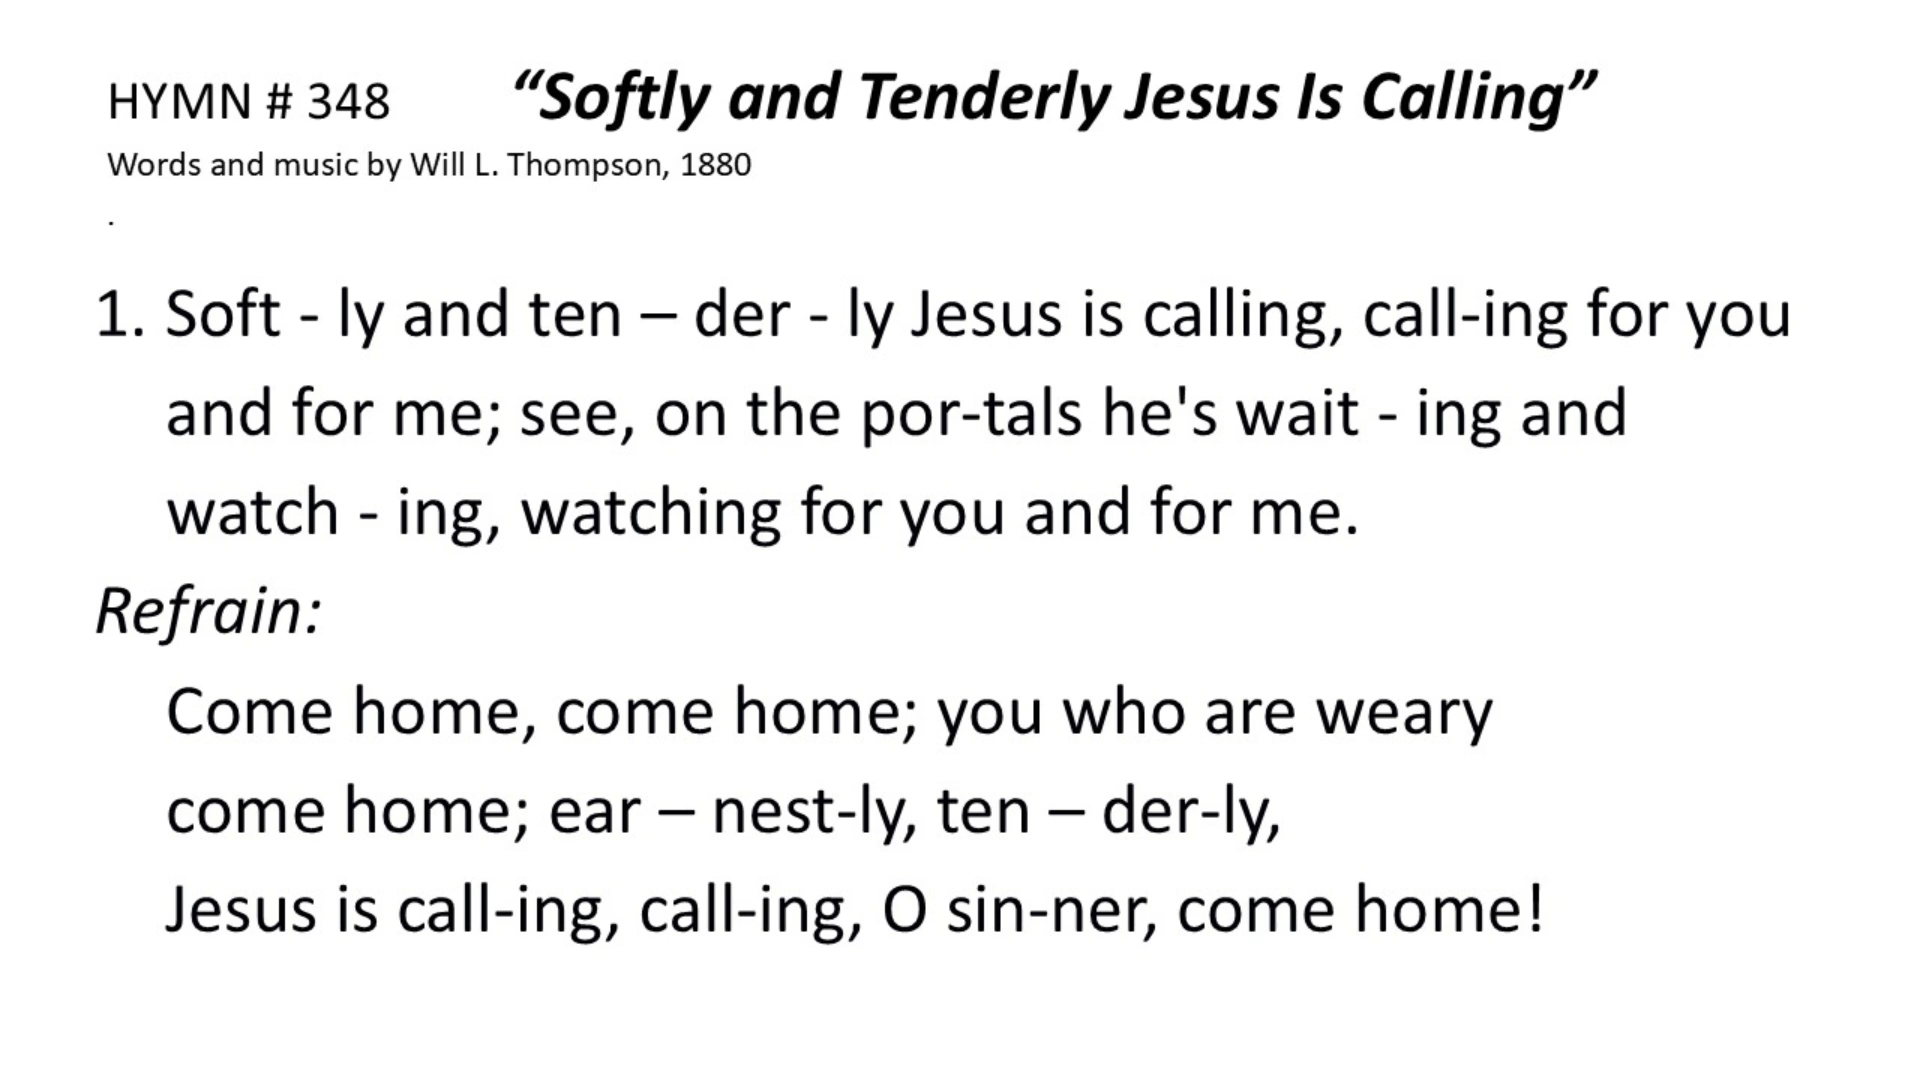 HYMN # 348 “Softly and Tenderly Jesus Is Calling”
Words and music by Will L. Thompson, 1880
.
1. Soft - ly and ten – der - ly Jesus is calling, call-ing for you
and for me; see, on the por-tals he's wait - ing and
watch - ing, watching for you and for me.
Refrain:
Come home, come home; you who are weary
come home; ear – nest-ly, ten – der-ly,
Jesus is call-ing, call-ing, O sin-ner, come home!